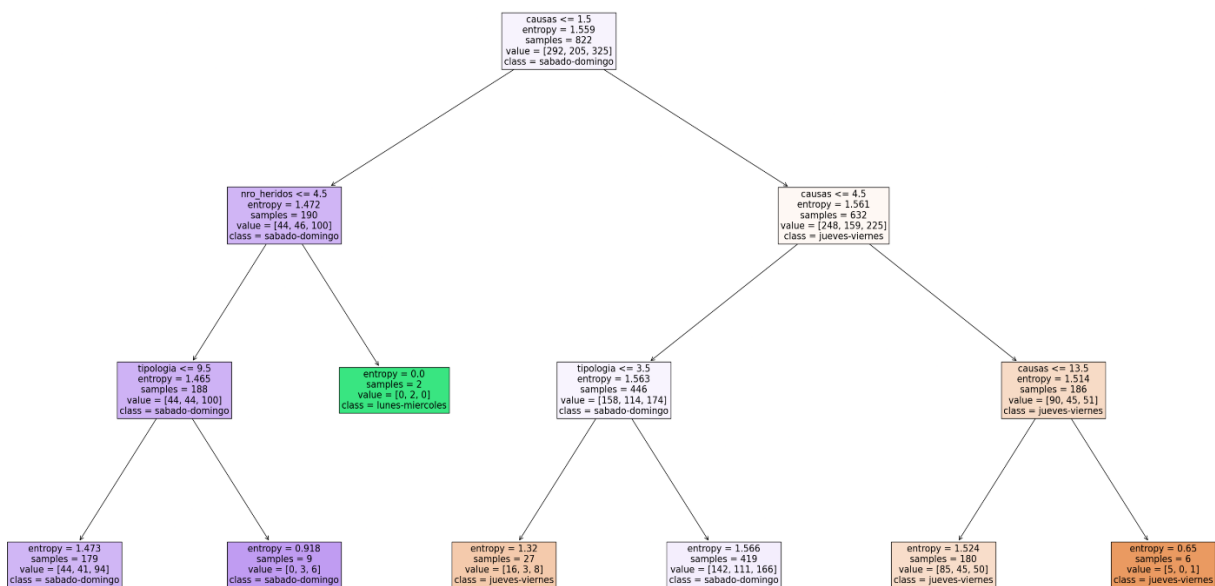 causas <= 1.5
entropy = 1.559
samples = 822
value = [292, 205, 325]
class = sabado-domingo
nro_heridos <= 4.5
entropy = 1.472
samples = 190
value = [44, 46, 100]
class = sabado-domingo
causas <= 4.5
entropy = 1.561
samples = 632
value = [248, 159, 225]
class = jueves-viernes
tipologia <= 9.5
entropy = 1.465
samples = 188
value = [44, 44, 100]
class = sabado-domingo
entropy = 0.0
samples = 2
value = [0, 2, 0]
class = lunes-miercoles
tipologia <= 3.5
entropy = 1.563
samples = 446
value = [158, 114, 174]
class = sabado-domingo
causas <= 13.5
entropy = 1.514
samples = 186
value = [90, 45, 51]
class = jueves-viernes
entropy = 1.473
samples = 179
value = [44, 41, 94]
class = sabado-domingo
entropy = 0.918
samples = 9
value = [0, 3, 6]
class = sabado-domingo
entropy = 1.32
samples = 27
value = [16, 3, 8]
class = jueves-viernes
entropy = 1.566
samples = 419
value = [142, 111, 166]
class = sabado-domingo
entropy = 1.524
samples = 180
value = [85, 45, 50]
class = jueves-viernes
entropy = 0.65
samples = 6
value = [5, 0, 1]
class = jueves-viernes